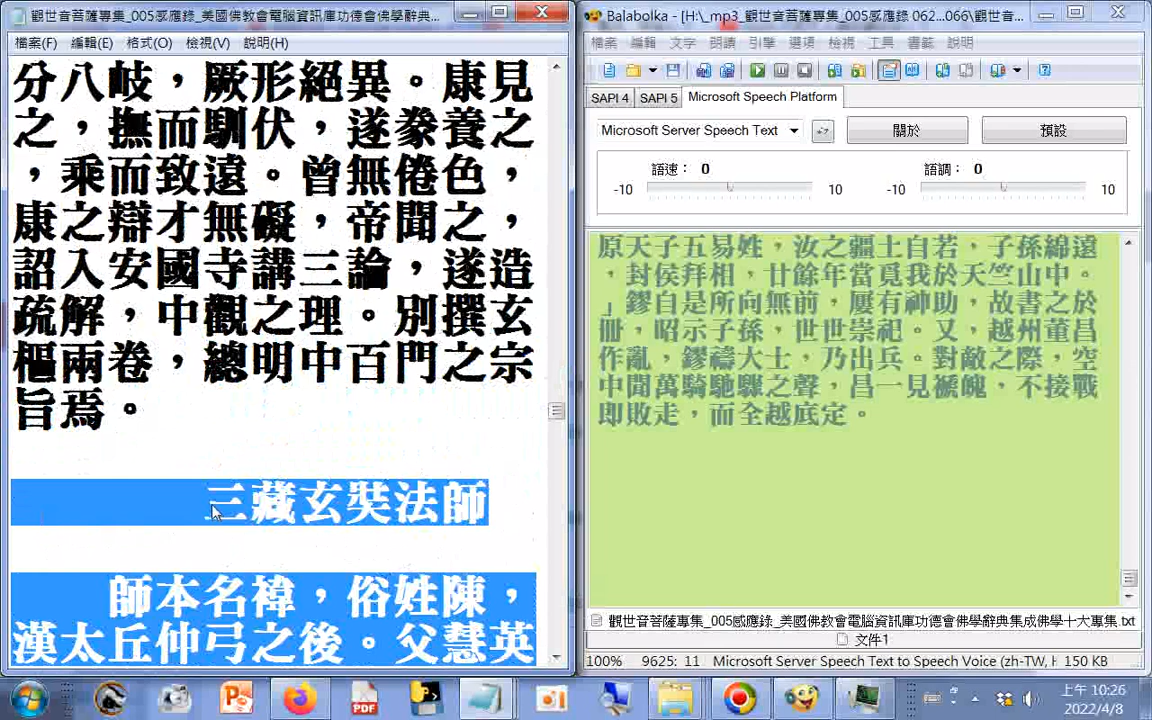 觀世音菩薩專集_005感應錄_美國佛教會電腦資訊庫功德會佛學辭典...
檔案(F) 編輯(E) 格式(O) 檢視(V) 說明(H)
分八岐，厥形絕異。康見
之，撫而馴伏，遂豢養之
，乘而致遠。曾無倦色，
康之辯才無礙，帝聞之，
詔入安國寺講三論，遂造
疏解，中觀之理。別撰玄
樞兩卷，總明中百門之宗
旨焉。
三藏玄奘法師
師本名褘，俗姓陳，
漢太丘仲弓之後。父慧英
Balabolka - [H:\_mp3_觀世音菩薩專集_005感應錄 062...066\觀世音...
檔案 編輯 文字 朗讀 引擎 選項 檢視 工具 書籤 說明
SAPI 4 SAPI 5 Microsoft Speech Platform
Microsoft Server Speech Text 關於 預設
語速： 0 語調： 0
-10 10 -10 10
原天子五易姓，汝之疆土自若，子孫綿遠
，封侯拜相，廿餘年當覓我於天竺山中。
」鏐自是所向無前，屢有神助，故書之於
冊，昭示子孫，世世崇祀。又，越州董昌
作亂，鏐禱大士，乃出兵。對敵之際，空
中聞萬騎馳驟之聲，昌一見褫魄，不接戰
即敗走，而全越底定。
觀世音菩薩專集_005感應錄_美國佛教會電腦資訊庫功德會佛學辭典集成佛學十大專集.txt
文件1
100% 9625: 11 Microsoft Server Speech Text to Speech Voice (zh-TW, H 150 KB
上午 10:26
2022/4/8